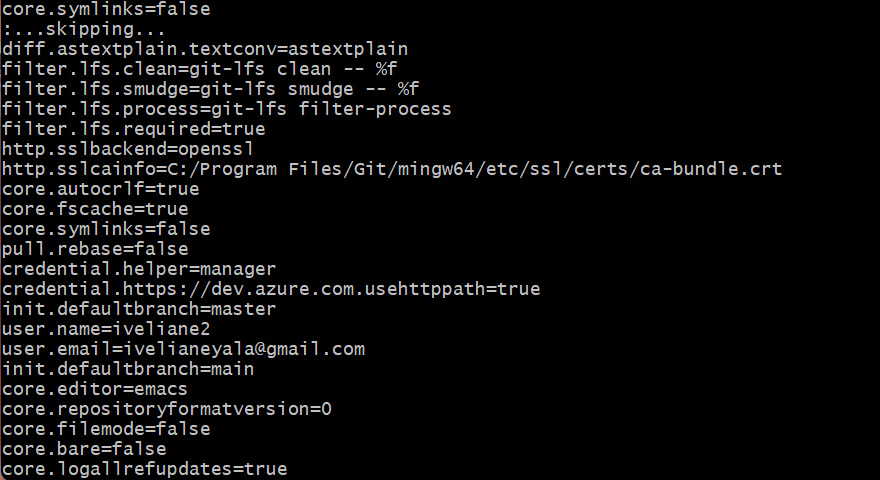 core.symlinks=false
:...skipping...
diff.astextplain.textconv=astextplain
filter.lfs.clean=git-lfs clean -- %f
filter.lfs.smudge=git-lfs smudge -- %f
filter.lfs.process=git-lfs filter-process
filter.lfs.required=true
http.sslbackend=openssl
http.sslcainfo=C:/Program Files/Git/mingw64/etc/ssl/certs/ca-bundle.crt
core.autocrlf=true
core.fscache=true
core.symlinks=false
pull.rebase=false
credential.helper=manager
credential.https://dev.azure.com.usehttppath=true
init.defaultbranch=master
user.name=iveliane2
user.email=ivelianeyala@gmail.com
init.defaultbranch=main
core.editor=emacs
core.repositoryformatversion=0
core.filemode=false
core.bare=false
core.logallrefupdates=true